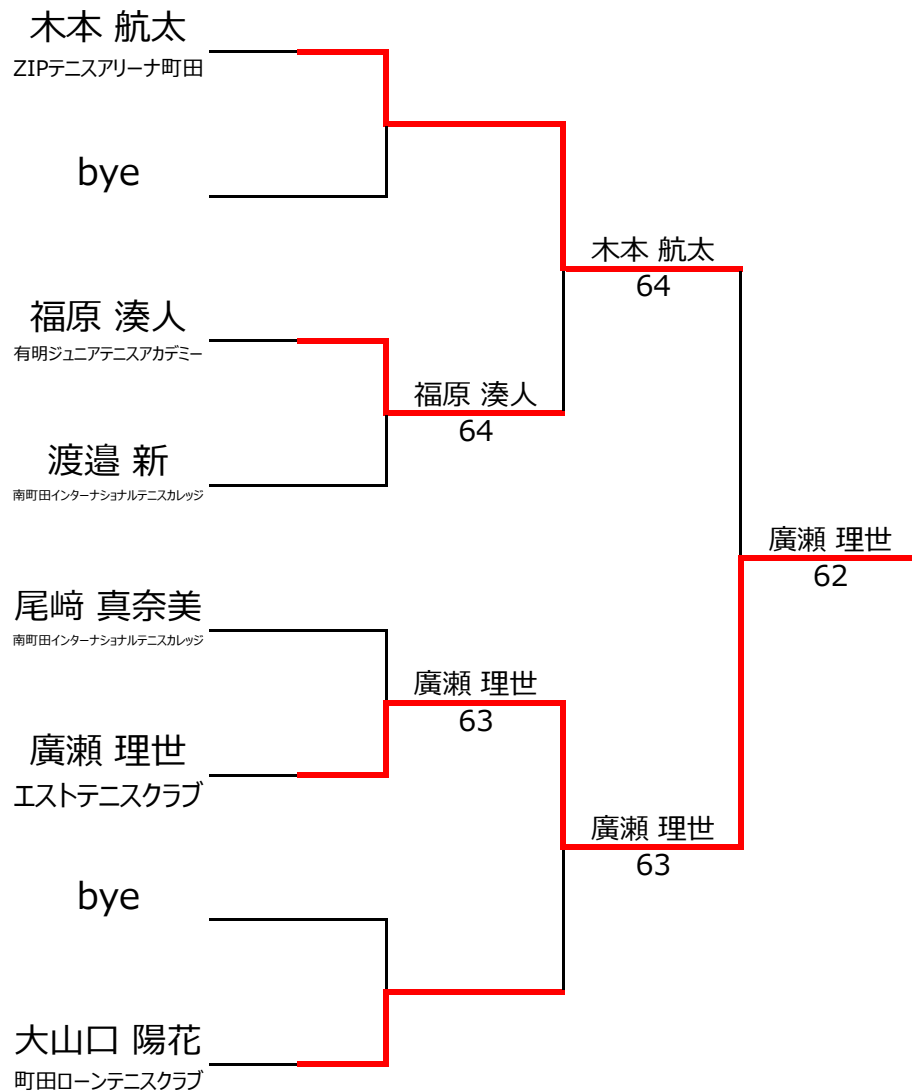 木本 航太
ZIPテニスアリーナ町田
bye
木本 航太
64
福原 湊人
有明ジュニアテニスアカデミー
福原 湊人
64
渡邉 新
南町田インターナショナルテニスカレッジ
廣瀬 理世
62
尾﨑 真奈美
南町田インターナショナルテニスカレッジ
廣瀬 理世
63
廣瀬 理世
エストテニスクラブ
廣瀬 理世
63
bye
大山口 陽花
町田ローンテニスクラブ